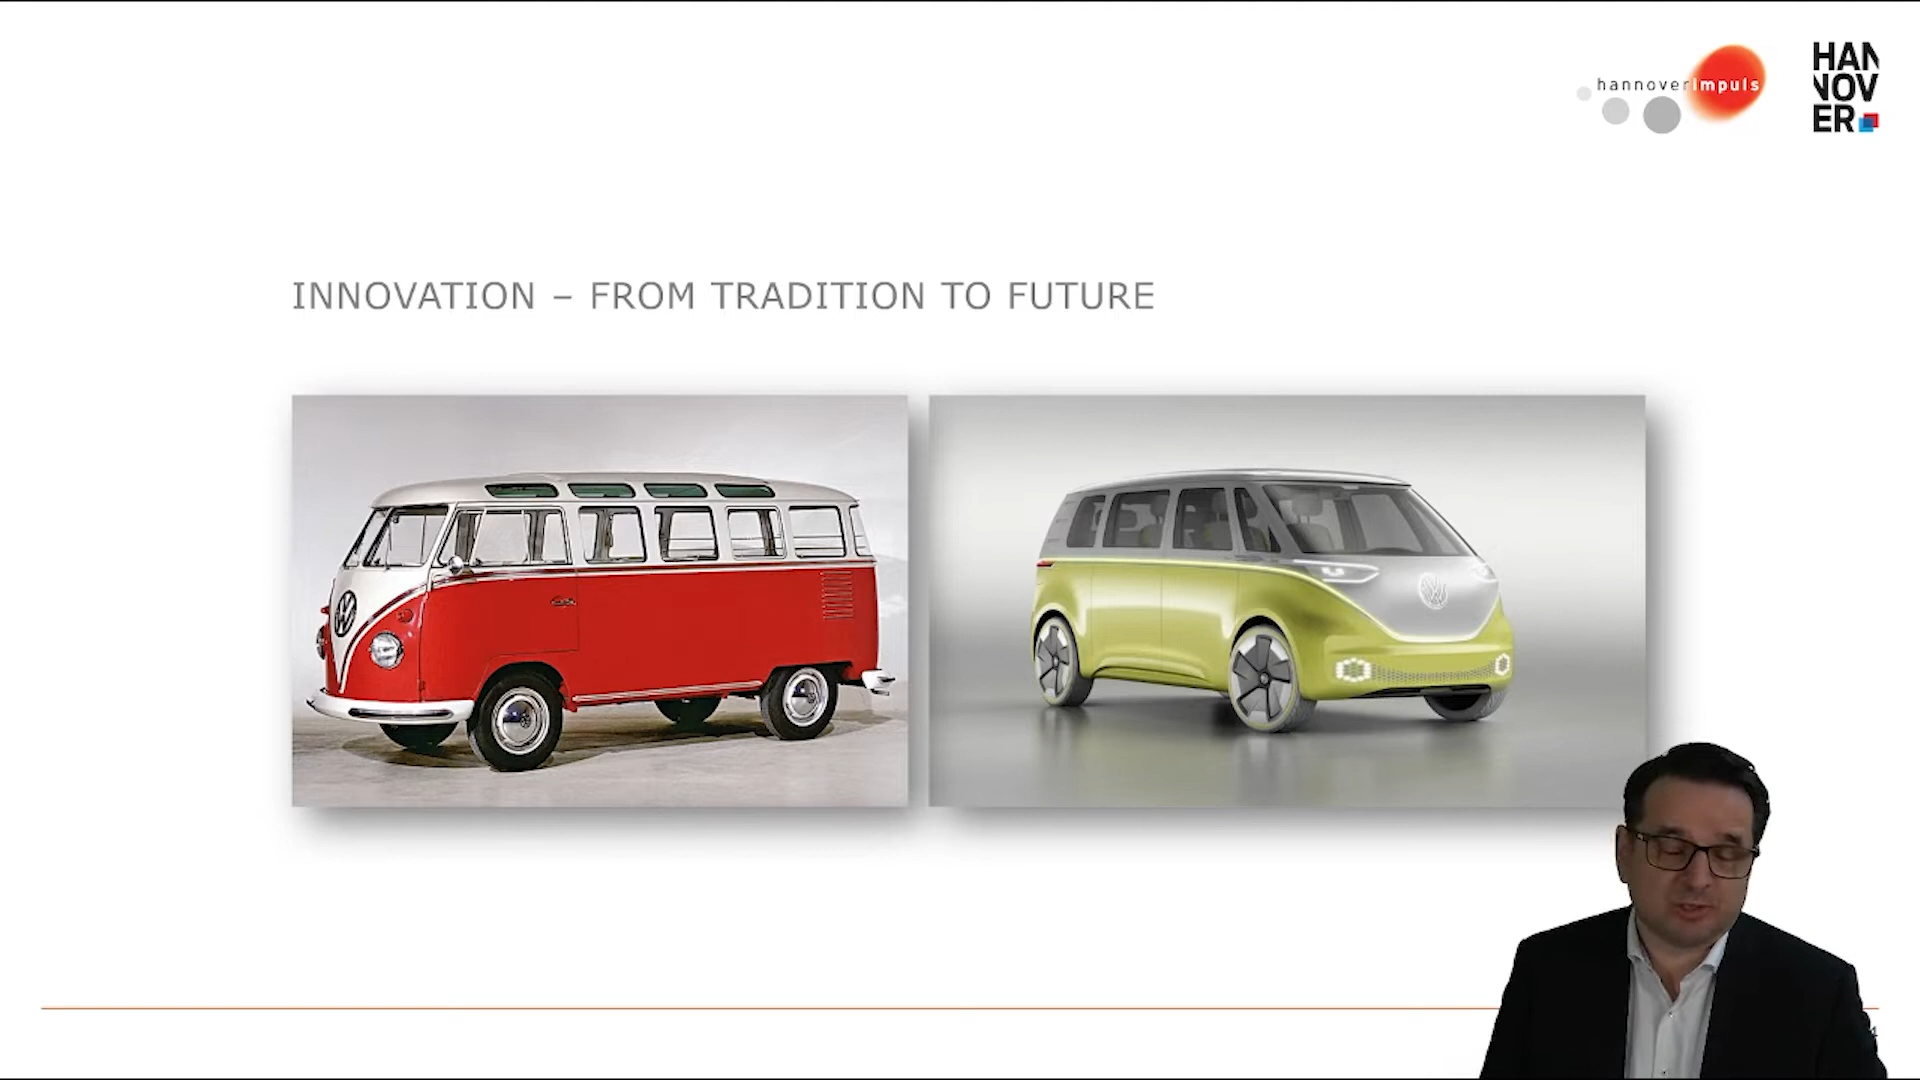 hannoverimpuls
HAN
NOV
ER
INNOVATION – FROM TRADITION TO FUTURE